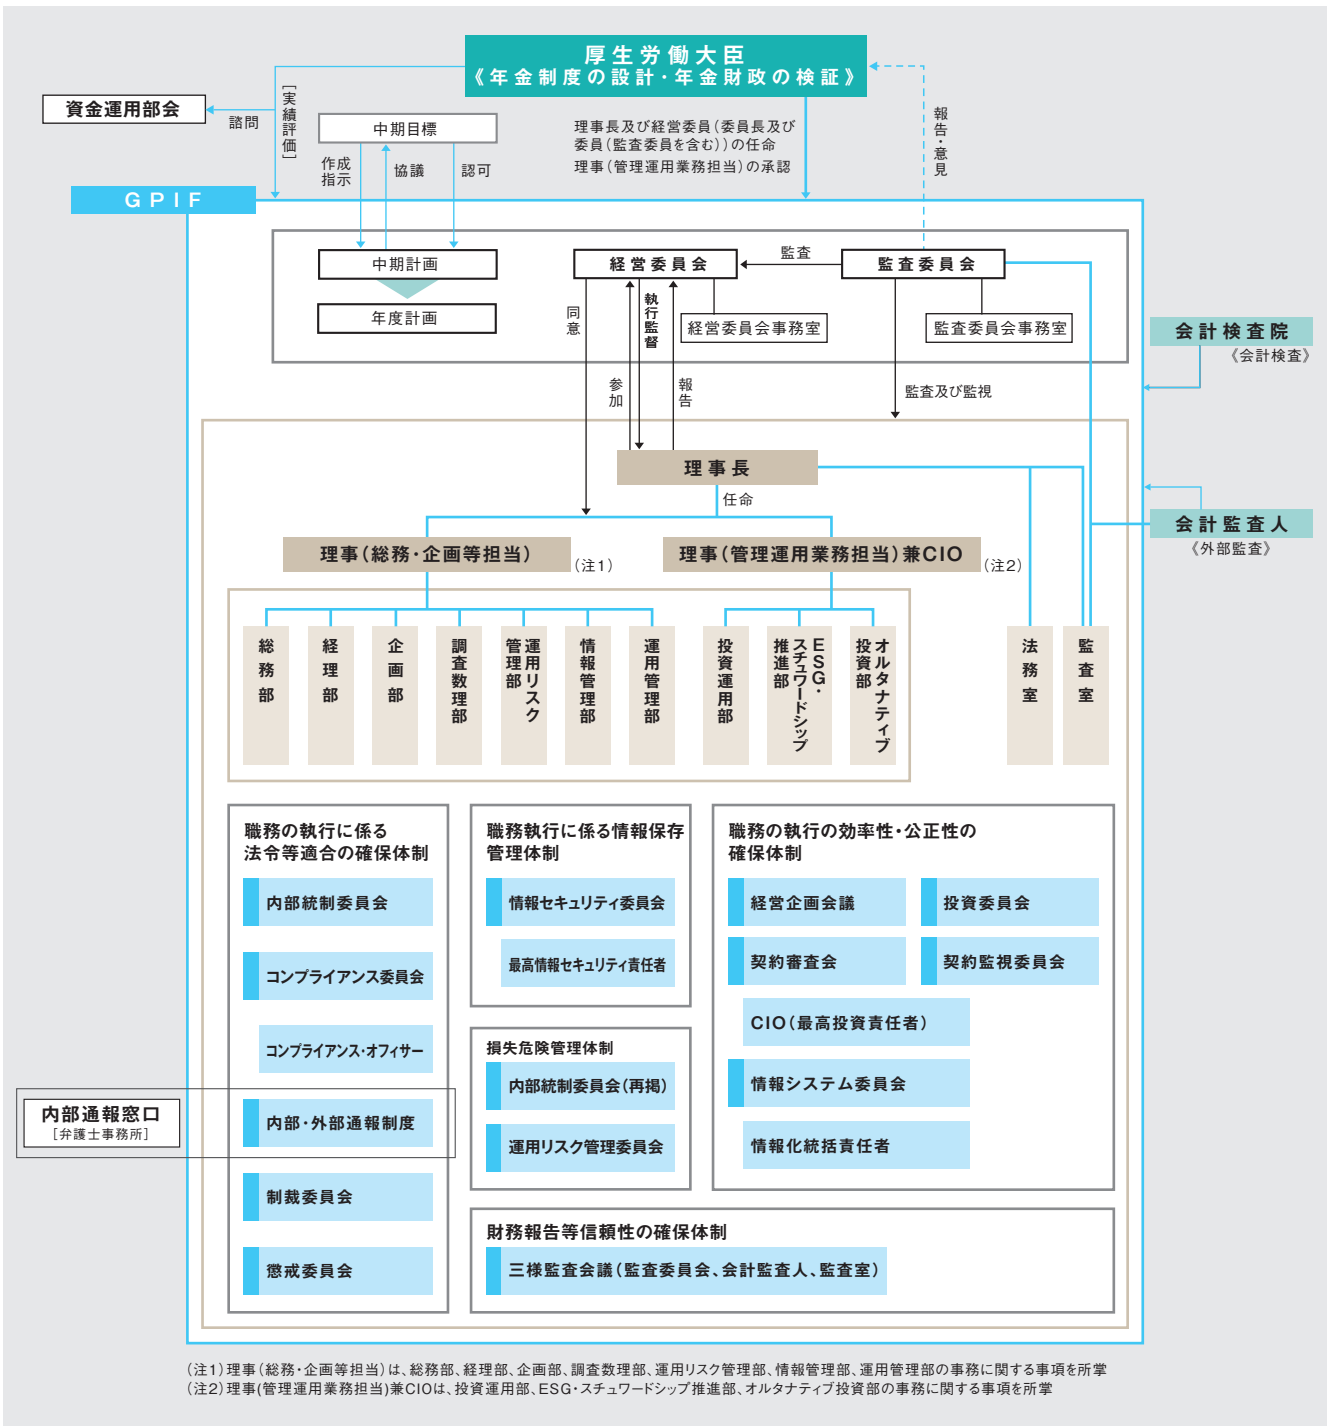 厚生労働大臣
《年金制度の設計・年金財政の検証》
資金運用部会
諮問
［実績評価］
中期目標
作成
指示
協議
認可
理事長及び経営委員(委員長及び
委員(監査委員を含む))の任命
理事(管理運用業務担当)の承認
報告・意見
GPIF
中期計画
年度計画
経営委員会
監査
監査委員会
経営委員会事務室
監査委員会事務室
同意
執行監督
参加
報告
監査及び監視
会計検査院
《会計検査》
理事長
任命
会計監査人
《外部監査》
理事(総務・企画等担当)
(注1)
理事(管理運用業務担当)兼CIO
(注2)
総務部
経理部
企画部
調査数理部
運用リスク
管理部
情報管理部
運用管理部
投資運用部
ESG・
スチュワードシップ
推進部
オルタナティブ
投資部
法務室
監査室
職務の執行に係る
法令等適合の確保体制
内部統制委員会
コンプライアンス委員会
コンプライアンス・オフィサー
内部・外部通報制度
制裁委員会
懲戒委員会
内部通報窓口
［弁護士事務所］
職務執行に係る情報保存
管理体制
情報セキュリティ委員会
最高情報セキュリティ責任者
損失危険管理体制
内部統制委員会(再掲)
運用リスク管理委員会
職務の執行の効率性・公正性の
確保体制
経営企画会議
投資委員会
契約審査会
契約監視委員会
CIO(最高投資責任者)
情報システム委員会
情報化統括責任者
財務報告等信頼性の確保体制
三様監査会議(監査委員会、会計監査人、監査室)
(注1)理事(総務・企画等担当)は、総務部、経理部、企画部、調査数理部、運用リスク管理部、情報管理部、運用管理部の事務に関する事項を所掌
(注2)理事(管理運用業務担当)兼CIOは、投資運用部、ESG・スチュワードシップ推進部、オルタナティブ投資部の事務に関する事項を所掌